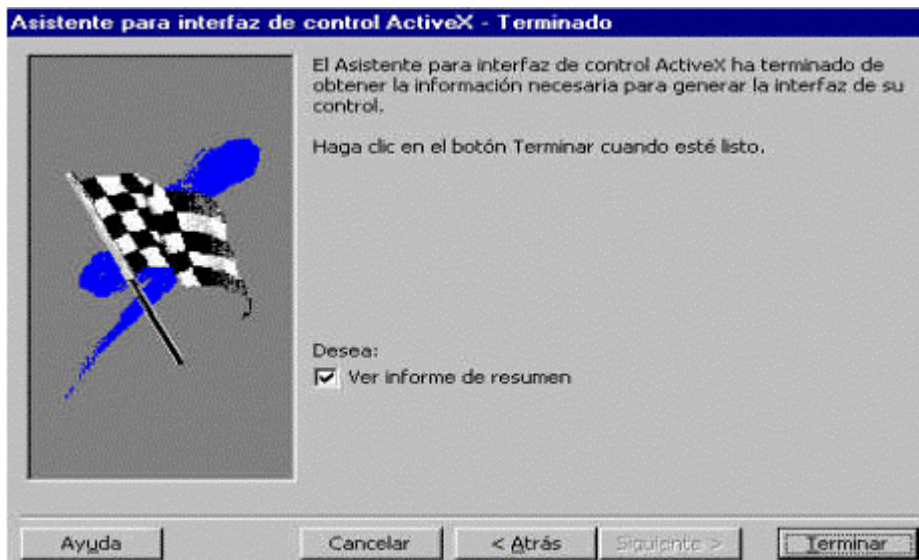 Asistente para interfaz de control ActiveX - Terminado
El Asistente para interfaz de control ActiveX ha terminado de
obtener la información necesaria para generar la interfaz de su
control.
Haga clic en el botón Terminar cuando esté listo.
Desea:
Ver informe de resumen
Ayuda
Cancelar
< Atrás
Siguiente >
Terminar